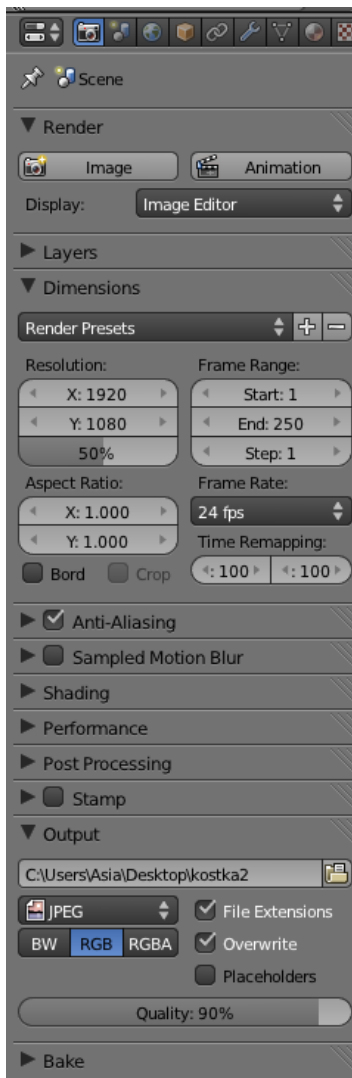 Scene
Render
Image Animation
Display: Image Editor
Layers
Dimensions
Render Presets
Resolution: Frame Range:
X: 1920 Start: 1
Y: 1080 End: 250
50% Step: 1
Aspect Ratio: Frame Rate:
X: 1.000 24 fps
Y: 1.000 Time Remapping:
Bord Crop : 100 : 100
Anti-Aliasing
Sampled Motion Blur
Shading
Performance
Post Processing
Stamp
Output
C:\Users\Asia\Desktop\kostka2
JPEG File Extensions
BW RGB RGBA Overwrite
Placeholders
Quality: 90%
Bake